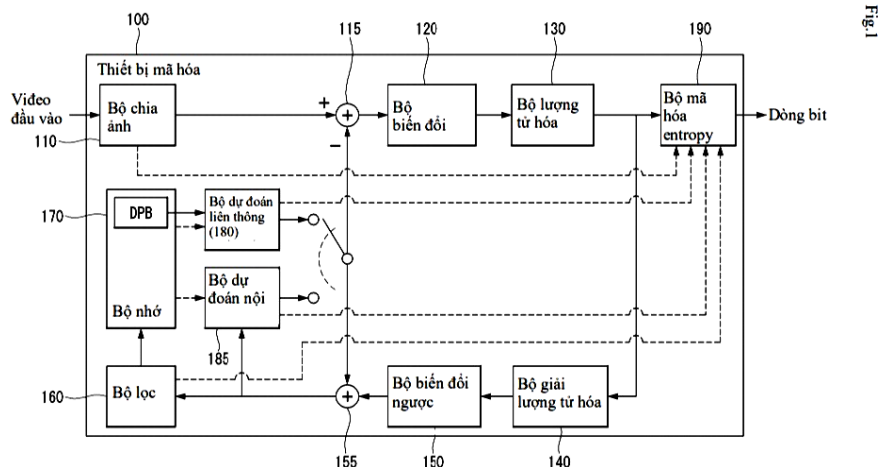 Fig.1
100
115
120
130
190
Thiết bị mã hóa
Video
đầu vào
Bộ chia
ảnh
110
+
+
−
Bộ
biến đổi
Bộ lượng
tử hóa
Bộ mã
hóa
entropy
Dòng bit
170
DPB
Bộ nhớ
Bộ dự đoán
liên thông
(180)
Bộ dự
đoán nội
185
160
Bộ lọc
+
155
Bộ biến đổi
ngược
150
Bộ giải
lượng tử hóa
140